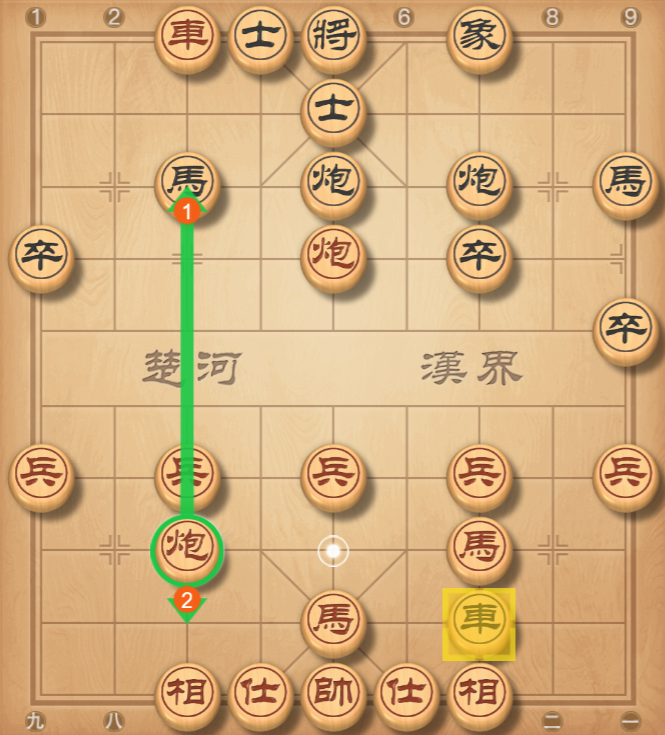 1 2 6 8 9
車 士 將 象
士
馬 炮 炮 馬
1
卒 炮 卒
卒
楚河 漢界
兵 兵 兵 兵 兵
炮 馬
2
馬 車
相 仕 帥 仕 相
九 八 二 一